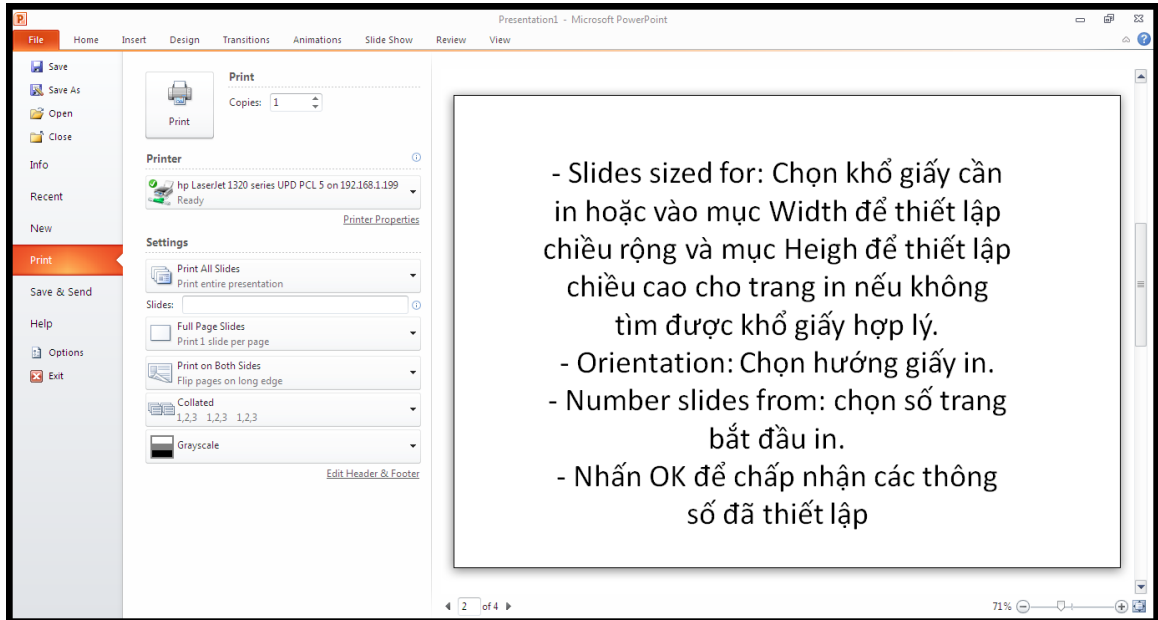 Presentation1 - Microsoft PowerPoint
File Home Insert Design Transitions Animations Slide Show Review View
Save
Save As
Open
Close
Info
Recent
New
Print
Save & Send
Help
Options
Exit
Print
Print
Copies: 1
Printer
hp LaserJet 1320 series UPD PCL 5 on 192.168.1.199
Ready
Printer Properties
Settings
Print All Slides
Print entire presentation
Slides:
Full Page Slides
Print 1 slide per page
Print on Both Sides
Flip pages on long edge
Collated
1,2,3 1,2,3 1,2,3
Grayscale
Edit Header & Footer
- Slides sized for: Chọn khổ giấy cần
in hoặc vào mục Width để thiết lập
chiều rộng và mục Heigh để thiết lập
chiều cao cho trang in nếu không
tìm được khổ giấy hợp lý.
- Orientation: Chọn hướng giấy in.
- Number slides from: chọn số trang
bắt đầu in.
- Nhấn OK để chấp nhận các thông
số đã thiết lập
2 of 4
71%